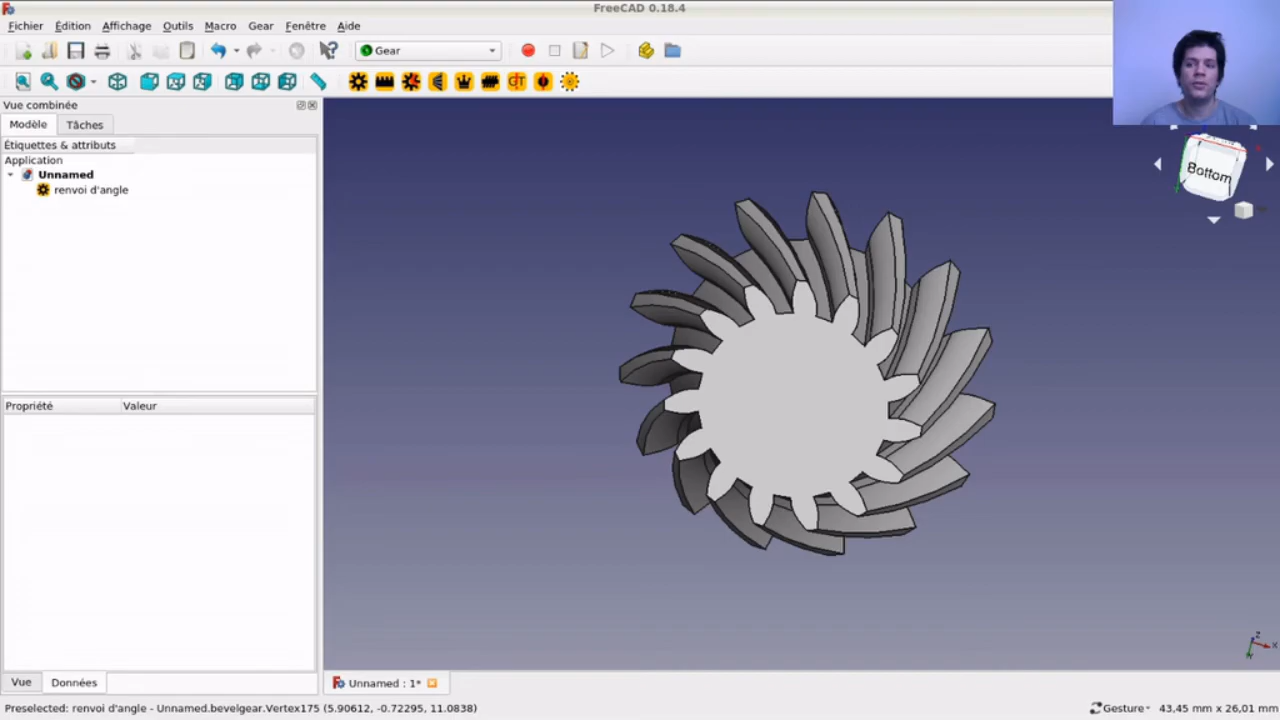 FreeCAD 0.18.4
Fichier Édition Affichage Outils Macro Gear Fenêtre Aide
Gear
Vue combinée
Modèle Tâches
Étiquettes & attributs
Application
Unnamed
renvoi d'angle
Propriété Valeur
Bottom
Z
X
Y
Vue Données
Unnamed : 1*
Preselected: renvoi d'angle - Unnamed.bevelgear.Vertex175 (5.90612, -0.72295, 11.0838)
Gesture 43,45 mm x 26,01 mm